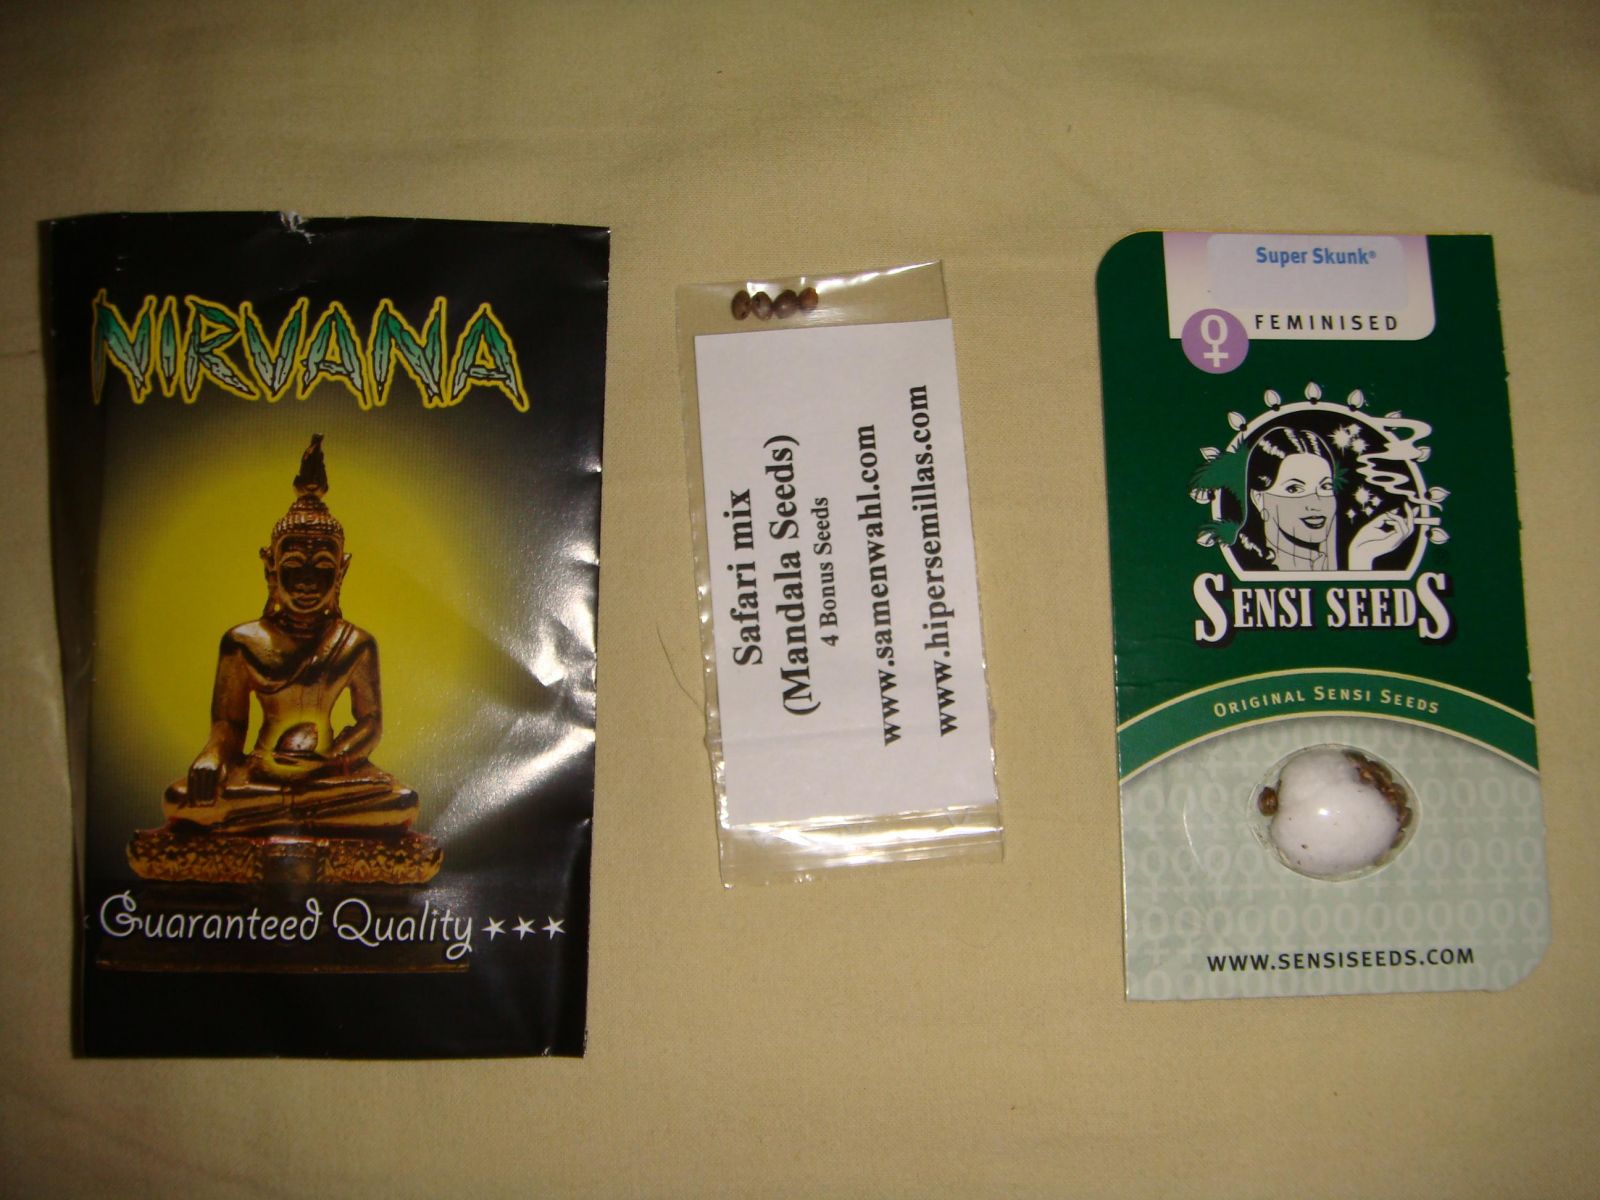 NIRVANA
Guaranteed Quality ★★★
Safari mix
(Mandala Seeds)
4 Bonus Seeds
www.samenwahl.com
www.hipersemillas.com
Super Skunk®
FEMINISED
SENSI SEEDS
ORIGINAL SENSI SEEDS
WWW.SENSISEEDS.COM